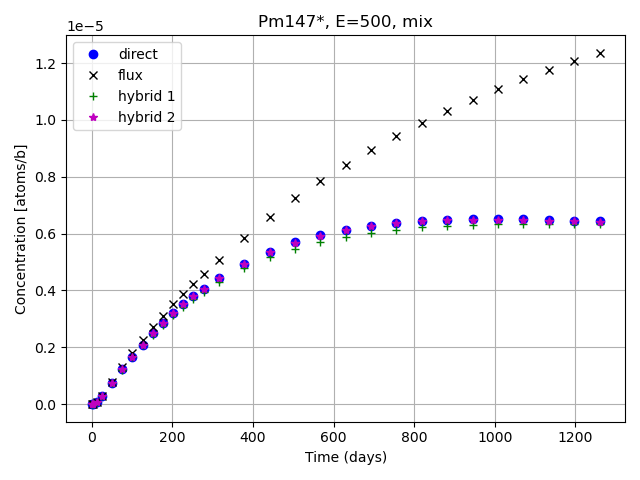 Pm147*, E=500, mix
1e−5
direct
flux
hybrid 1
hybrid 2
Concentration [atoms/b]
1.2
1.0
0.8
0.6
0.4
0.2
0.0
0 200 400 600 800 1000 1200
Time (days)